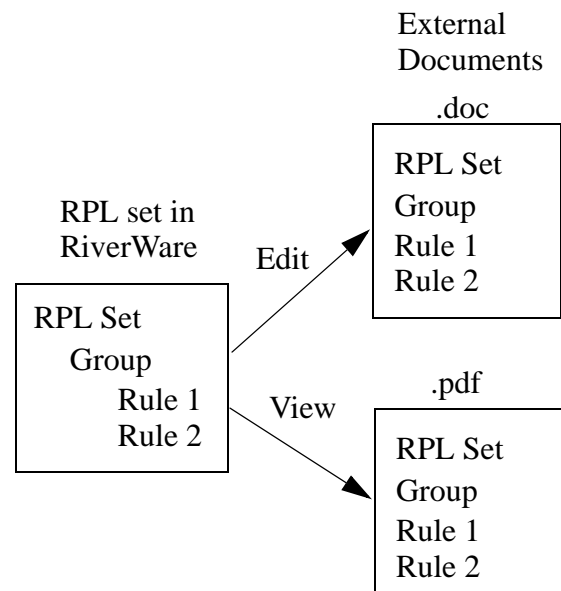 External
Documents
.doc
RPL Set
Group
Rule 1
Rule 2
RPL set in
RiverWare
Edit
RPL Set
Group
Rule 1
Rule 2
View
.pdf
RPL Set
Group
Rule 1
Rule 2